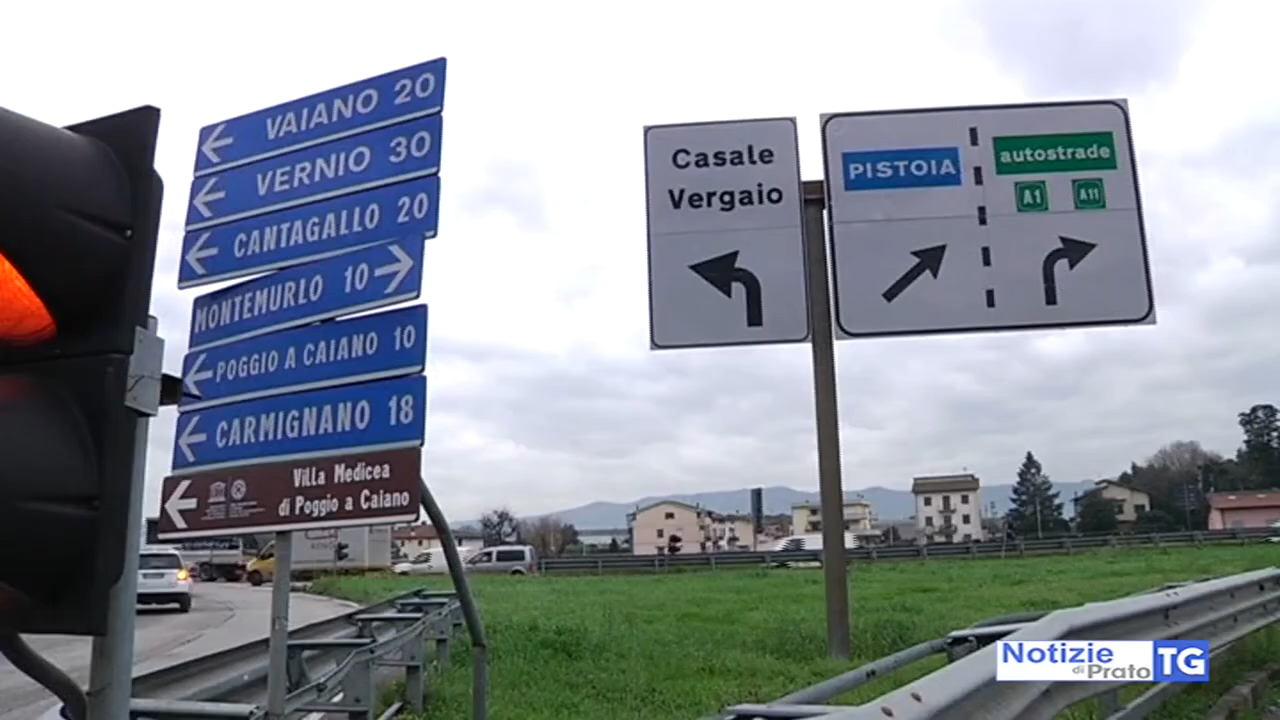 VAIANO 20
VERNIO 30
CANTAGALLO 20
MONTEMURLO 10
POGGIO A CAIANO 10
CARMIGNANO 18
Villa Medicea
di Poggio a Caiano
Casale
Vergaio
PISTOIA
autostrade
A1 A11
Notizie
di Prato TG